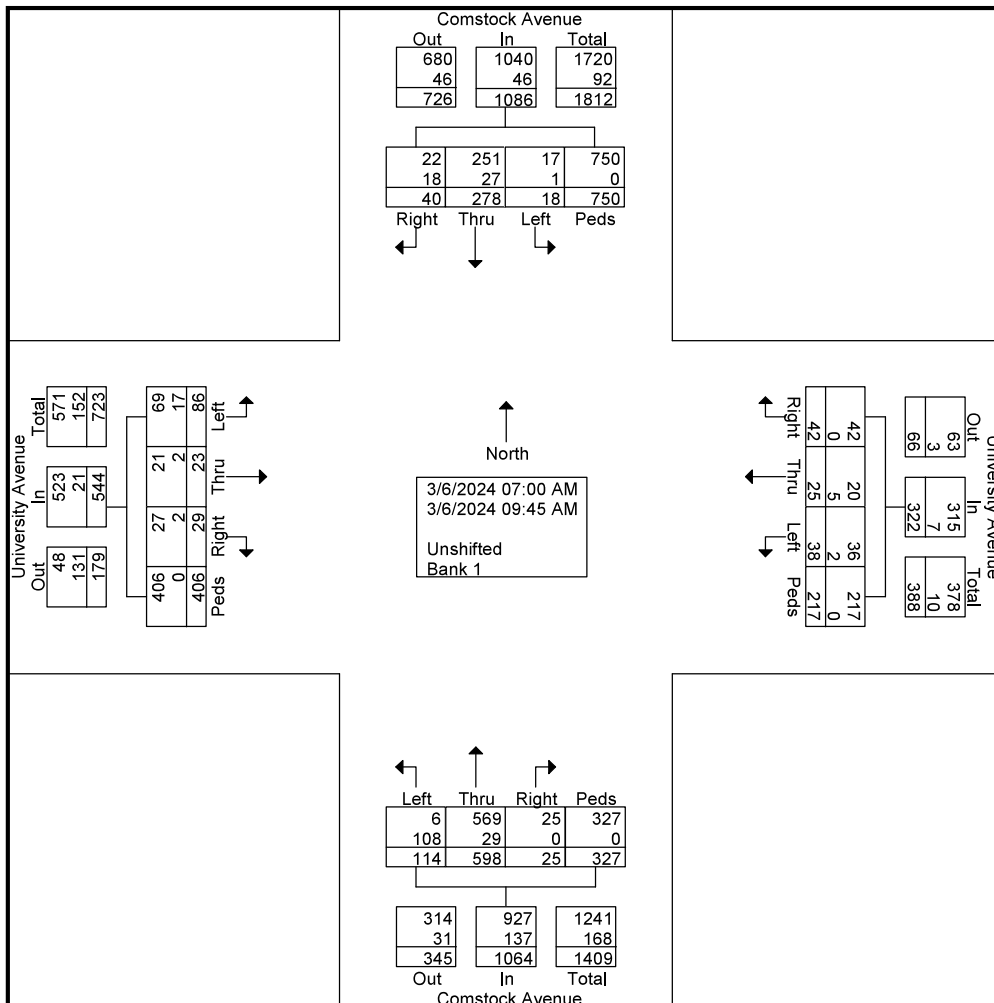 Comstock Avenue
Out In Total
680 1040 1720
46 46 92
726 1086 1812
22 251 17 750
18 27 1 0
40 278 18 750
Right Thru Left Peds
University Avenue
Total In Out
571 523 48
152 21 131
723 544 179
69 21 27 406
17 2 2 0
86 23 29 406
Left Thru Right Peds
North
3/6/2024 07:00 AM
3/6/2024 09:45 AM
Unshifted
Bank 1
University Avenue
Out In Total
63 315 378
3 7 10
66 322 388
42 20 36 217
0 5 2 0
42 25 38 217
Right Thru Left Peds
Left Thru Right Peds
6 569 25 327
108 29 0 0
114 598 25 327
314 927 1241
31 137 168
345 1064 1409
Out In Total
Comstock Avenue